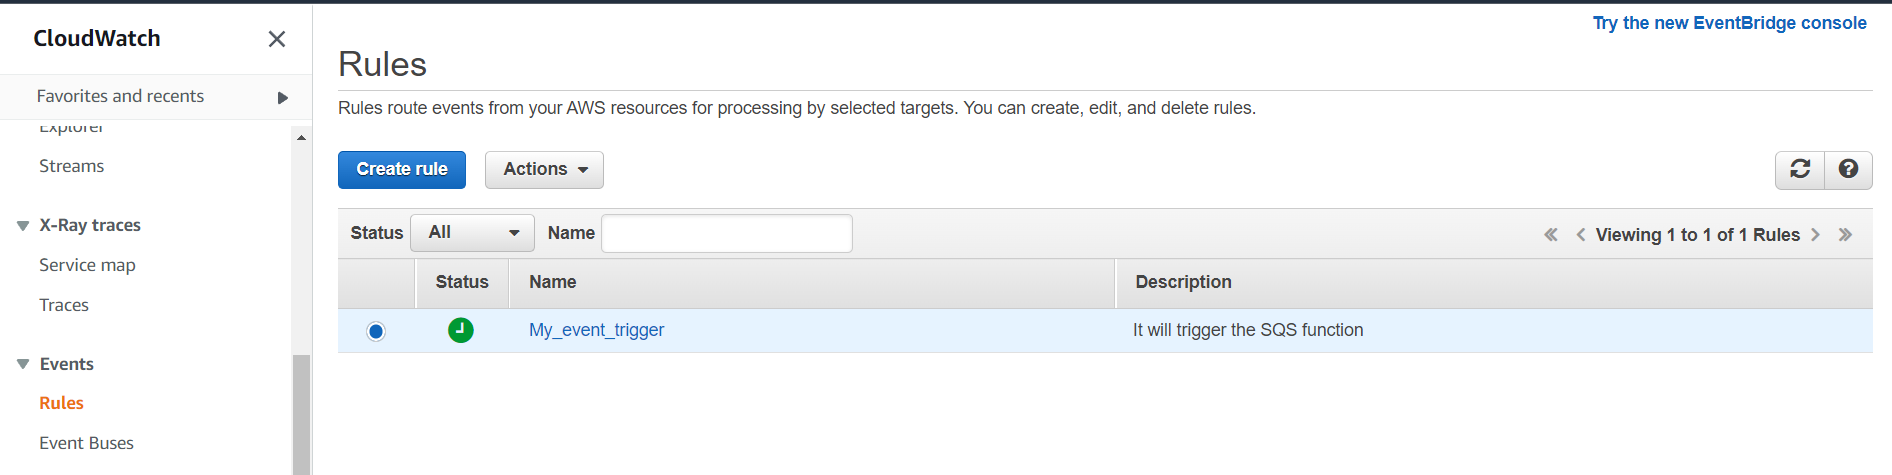 Try the new EventBridge console
CloudWatch
Favorites and recents
Explorer
Streams
X-Ray traces
Service map
Traces
Events
Rules
Event Buses
Rules
Rules route events from your AWS resources for processing by selected targets. You can create, edit, and delete rules.
Create rule Actions
Status All Name Viewing 1 to 1 of 1 Rules
Status Name Description
My_event_trigger It will trigger the SQS function